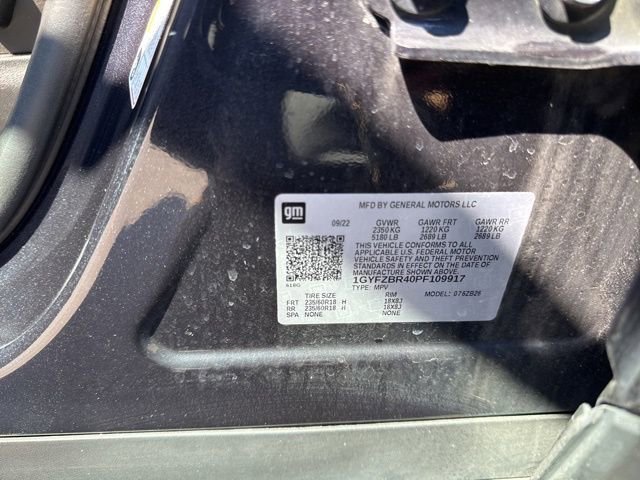 gm
MFD BY GENERAL MOTORS LLC
09/22 GVWR GAWR FRT GAWR RR
2350 KG 1220 KG 1220 KG
5180 LB 2689 LB 2689 LB
THIS VEHICLE CONFORMS TO ALL
APPLICABLE U.S. FEDERAL MOTOR
VEHICLE SAFETY AND THEFT PREVENTION
STANDARDS IN EFFECT ON THE DATE OF
MANUFACTURE SHOWN ABOVE.
1GYFZBR40PF109917
TYPE: MPV MODEL: 076ZB26
TIRE SIZE RIM
FRT 235/60R18 H 18X8J
RR 235/60R18 H 18X8J
SPA NONE NONE